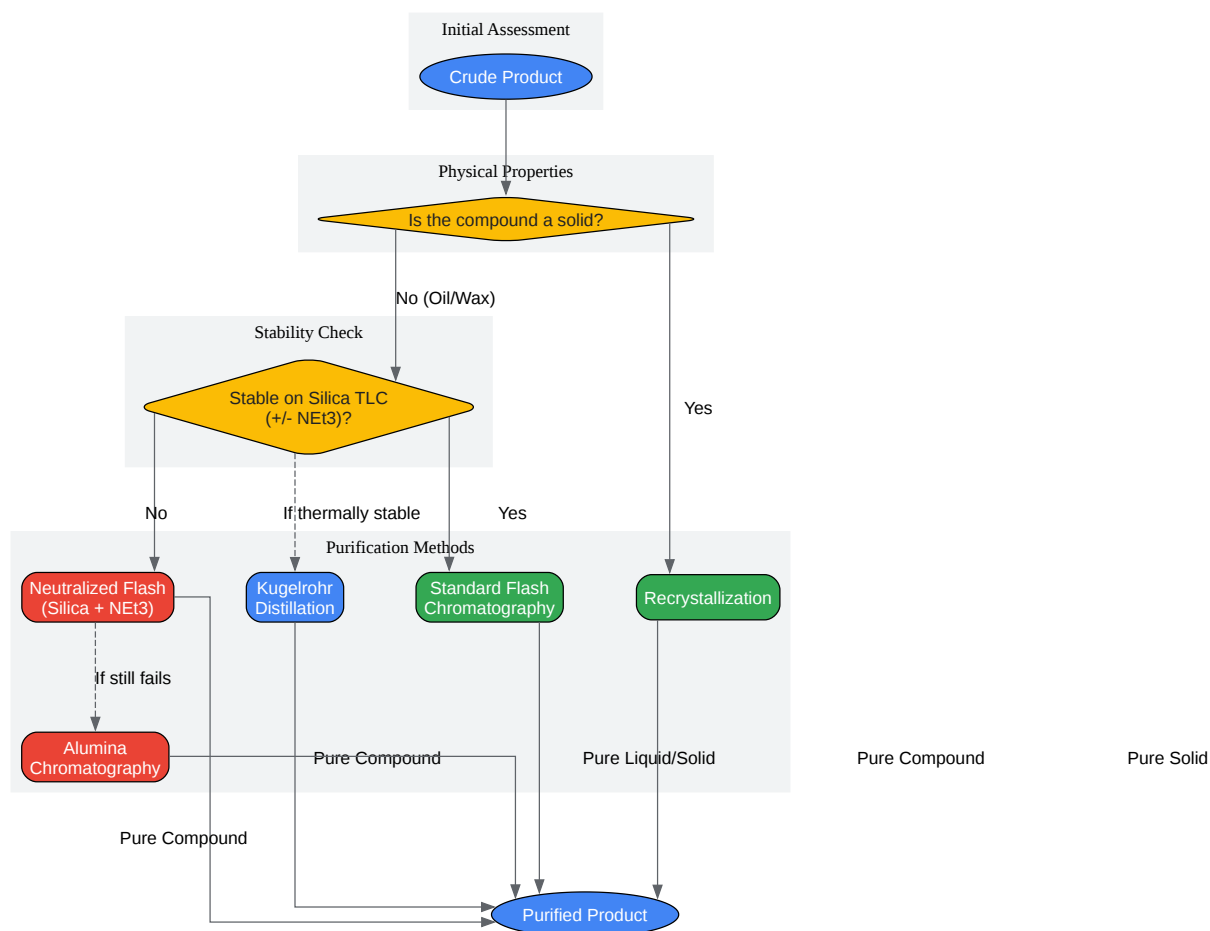 Initial Assessment
Crude Product
Physical Properties
Is the compound a solid?
No (Oil/Wax)
Stability Check
Stable on Silica TLC
(+/- NEt3)?
Yes
No
If thermally stable
Yes
Purification Methods
Neutralized Flash
(Silica + NEt3)
Kugelrohr
Distillation
Standard Flash
Chromatography
Recrystallization
If still fails
Alumina
Chromatography
Pure Compound
Pure Liquid/Solid
Pure Compound
Pure Solid
Pure Compound
Purified Product